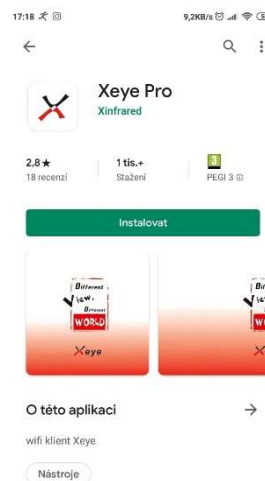 17:18
9,2KB/s
Xeye Pro
Xinfrared
2,8★
18 recenzí
1 tis.+
Stažení
3
PEGI 3
Instalovat
Different
View.
Different
WORLD
Xeye
O této aplikaci
wifi klient Xeye
Nástroje